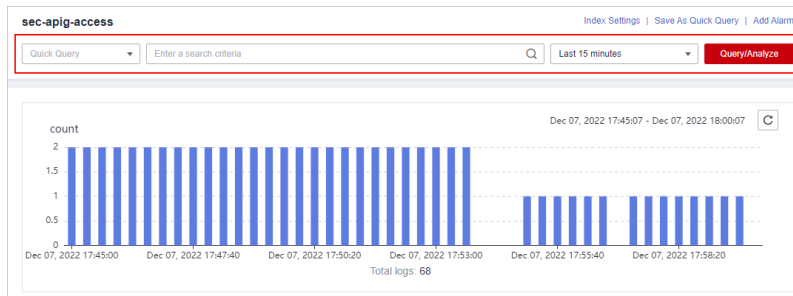 sec-apig-access
Index Settings | Save As Quick Query | Add Alarm
Quick Query Enter a search criteria Last 15 minutes Query/Analyze
Dec 07, 2022 17:45:07 - Dec 07, 2022 18:00:07
count
2
1.5
1
0.5
0
Dec 07, 2022 17:45:00 Dec 07, 2022 17:47:40 Dec 07, 2022 17:50:20 Dec 07, 2022 17:53:00 Dec 07, 2022 17:55:40 Dec 07, 2022 17:58:20
Total logs: 68